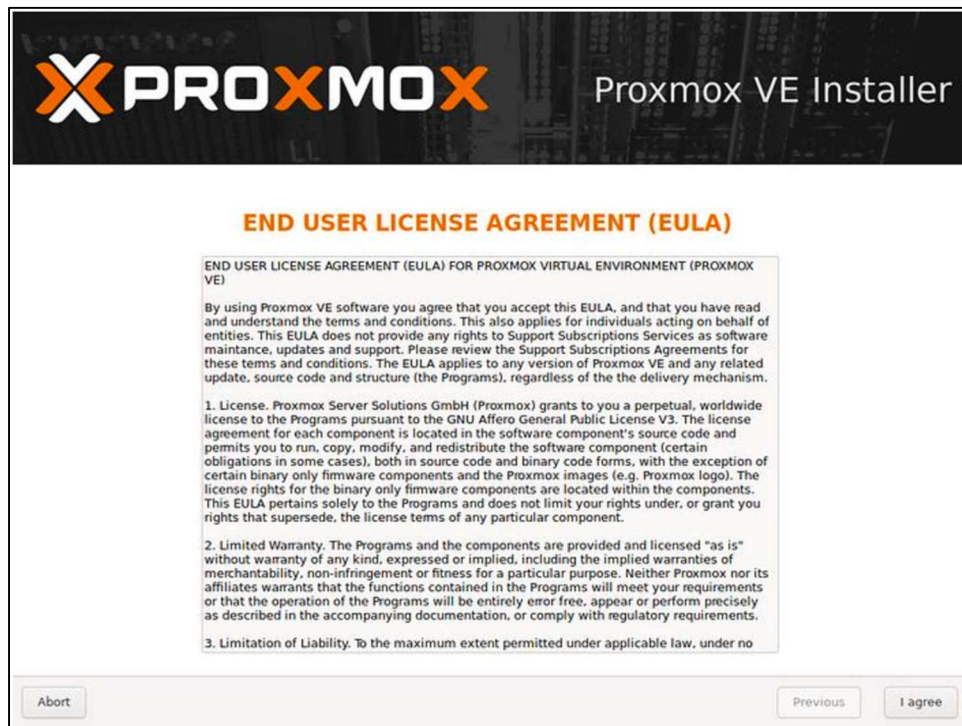 PROXMOX
Proxmox VE Installer
END USER LICENSE AGREEMENT (EULA)
END USER LICENSE AGREEMENT (EULA) FOR PROXMOX VIRTUAL ENVIRONMENT (PROXMOX
VE)
By using Proxmox VE software you agree that you accept this EULA, and that you have read
and understand the terms and conditions. This also applies for individuals acting on behalf of
entities. This EULA does not provide any rights to Support Subscriptions Services as software
maintance, updates and support. Please review the Support Subscriptions Agreements for
these terms and conditions. The EULA applies to any version of Proxmox VE and any related
update, source code and structure (the Programs), regardless of the the delivery mechanism.
1. License. Proxmox Server Solutions GmbH (Proxmox) grants to you a perpetual, worldwide
license to the Programs pursuant to the GNU Affero General Public License V3. The license
agreement for each component is located in the software component's source code and
permits you to run, copy, modify, and redistribute the software component (certain
obligations in some cases), both in source code and binary code forms, with the exception of
certain binary only firmware components and the Proxmox images (e.g. Proxmox logo). The
license rights for the binary only firmware components are located within the components.
This EULA pertains solely to the Programs and does not limit your rights under, or grant you
rights that supersede, the license terms of any particular component.
2. Limited Warranty. The Programs and the components are provided and licensed "as is"
without warranty of any kind, expressed or implied, including the implied warranties of
merchantability, non-infringement or fitness for a particular purpose. Neither Proxmox nor its
affiliates warrants that the functions contained in the Programs will meet your requirements
or that the operation of the Programs will be entirely error free, appear or perform precisely
as described in the accompanying documentation, or comply with regulatory requirements.
3. Limitation of Liability. To the maximum extent permitted under applicable law, under no
Abort
Previous
I agree